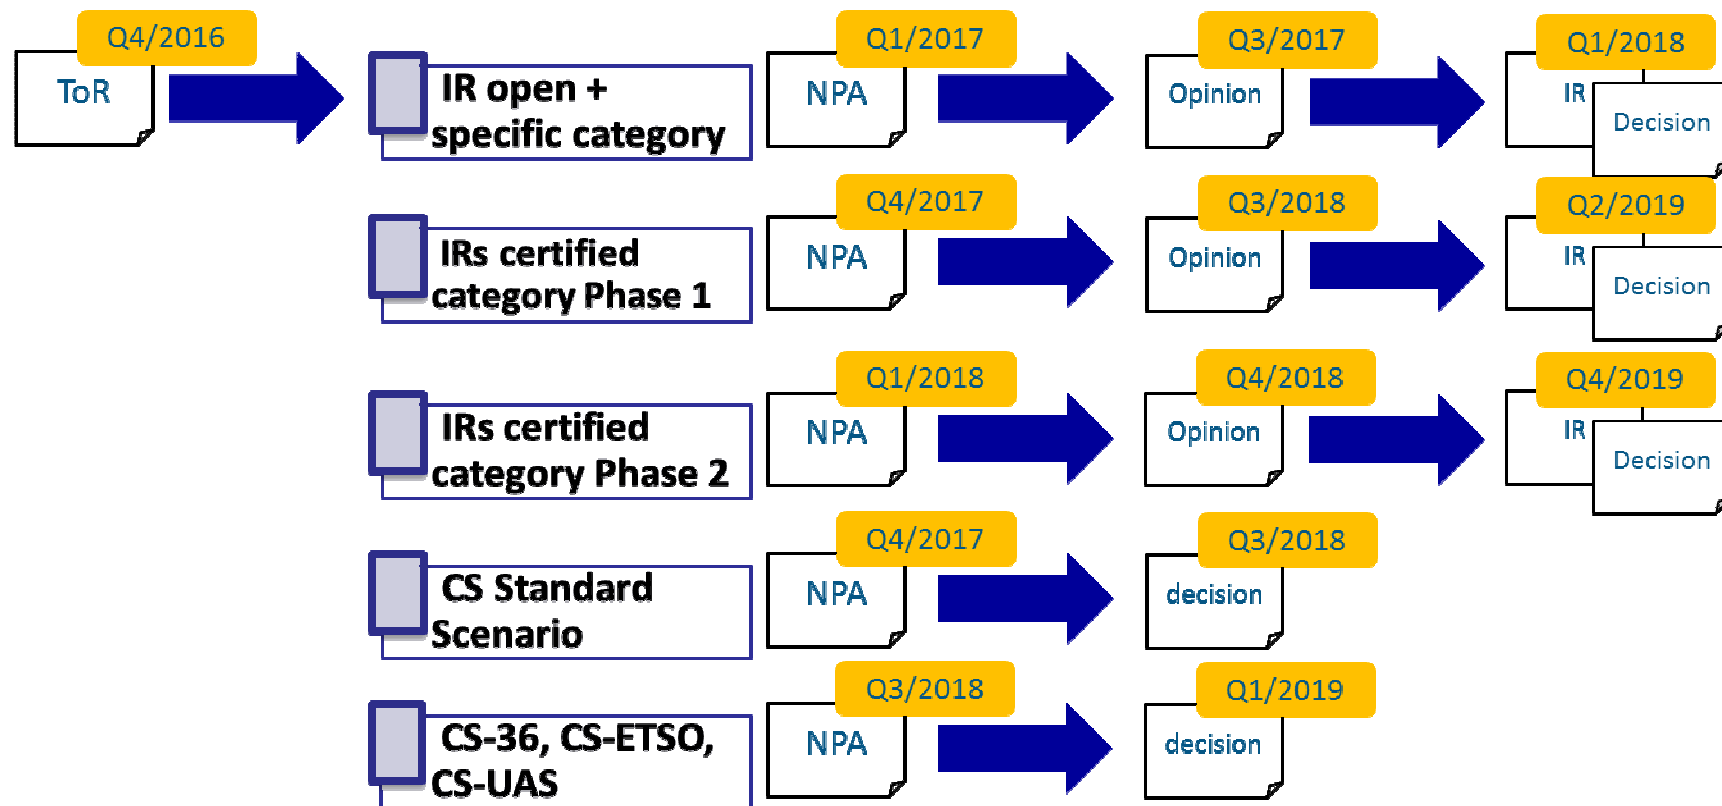 Q4/2016
ToR
IR open +
specific category
Q1/2017
NPA
Q3/2017
Opinion
Q1/2018
IR
Decision
IRs certified
category Phase 1
Q4/2017
NPA
Q3/2018
Opinion
Q2/2019
IR
Decision
IRs certified
category Phase 2
Q1/2018
NPA
Q4/2018
Opinion
Q4/2019
IR
Decision
CS Standard
Scenario
Q4/2017
NPA
Q3/2018
decision
CS-36, CS-ETSO,
CS-UAS
Q3/2018
NPA
Q1/2019
decision